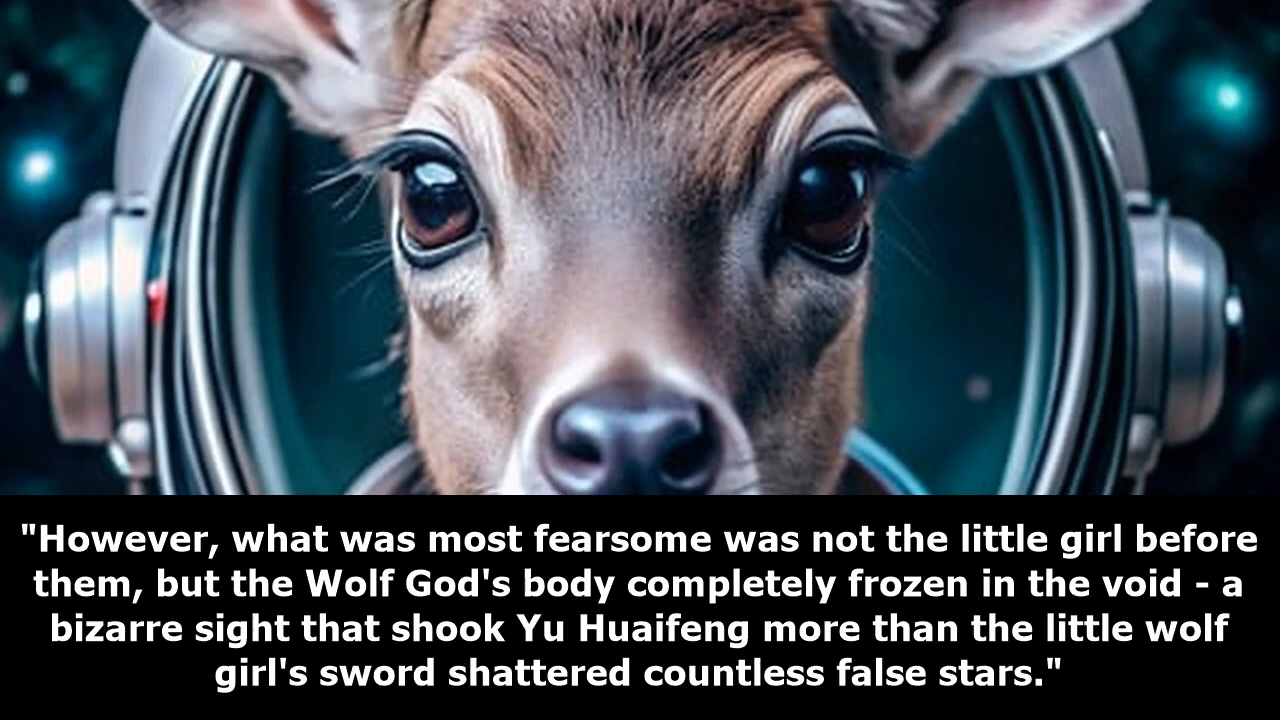 "However, what was most fearsome was not the little girl before
them, but the Wolf God's body completely frozen in the void - a
bizarre sight that shook Yu Huaifeng more than the little wolf
girl's sword shattered countless false stars."